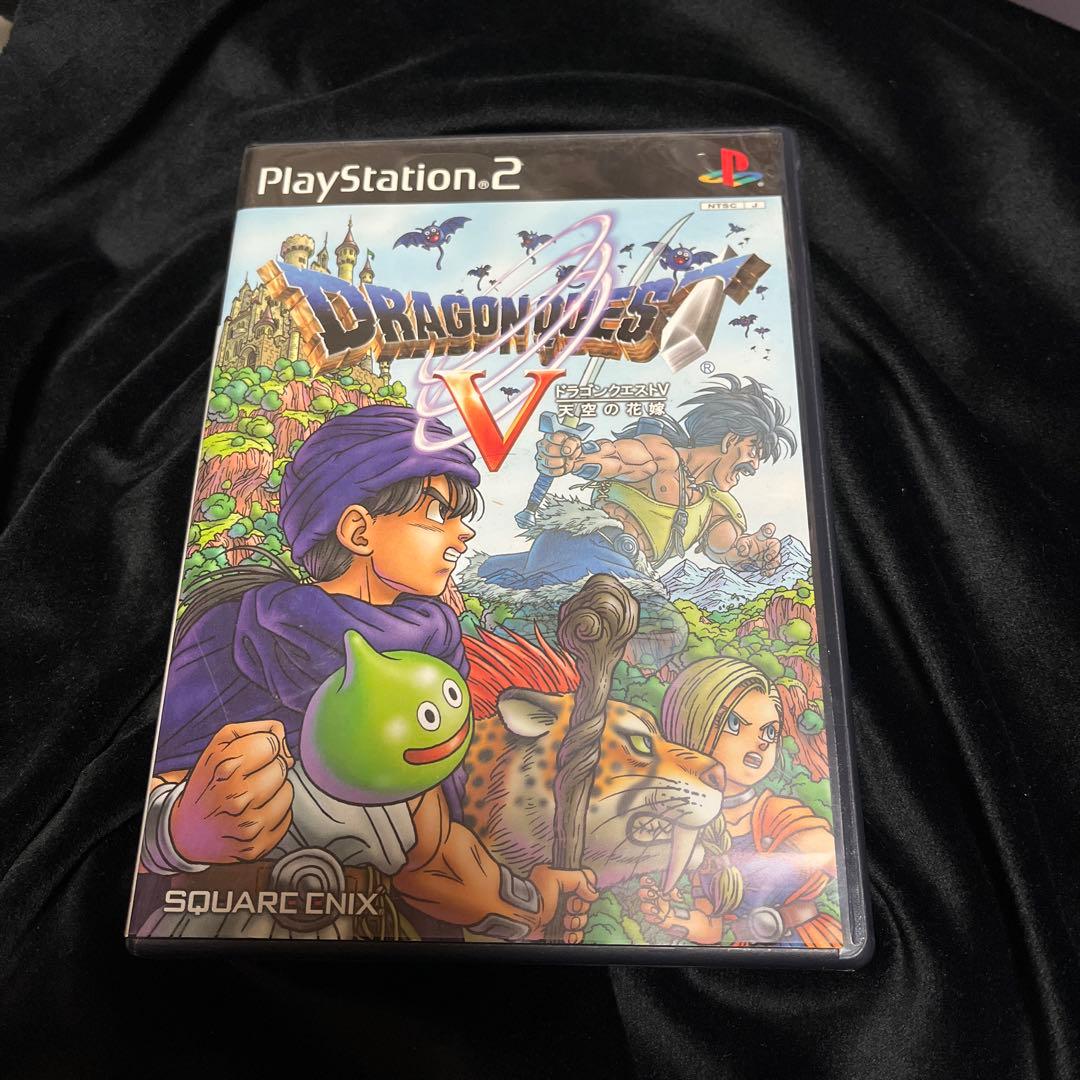 PlayStation®2
NTSC J
DRAGON QUEST
®
V
ドラゴンクエストV
天空の花嫁
SQUARE ENIX